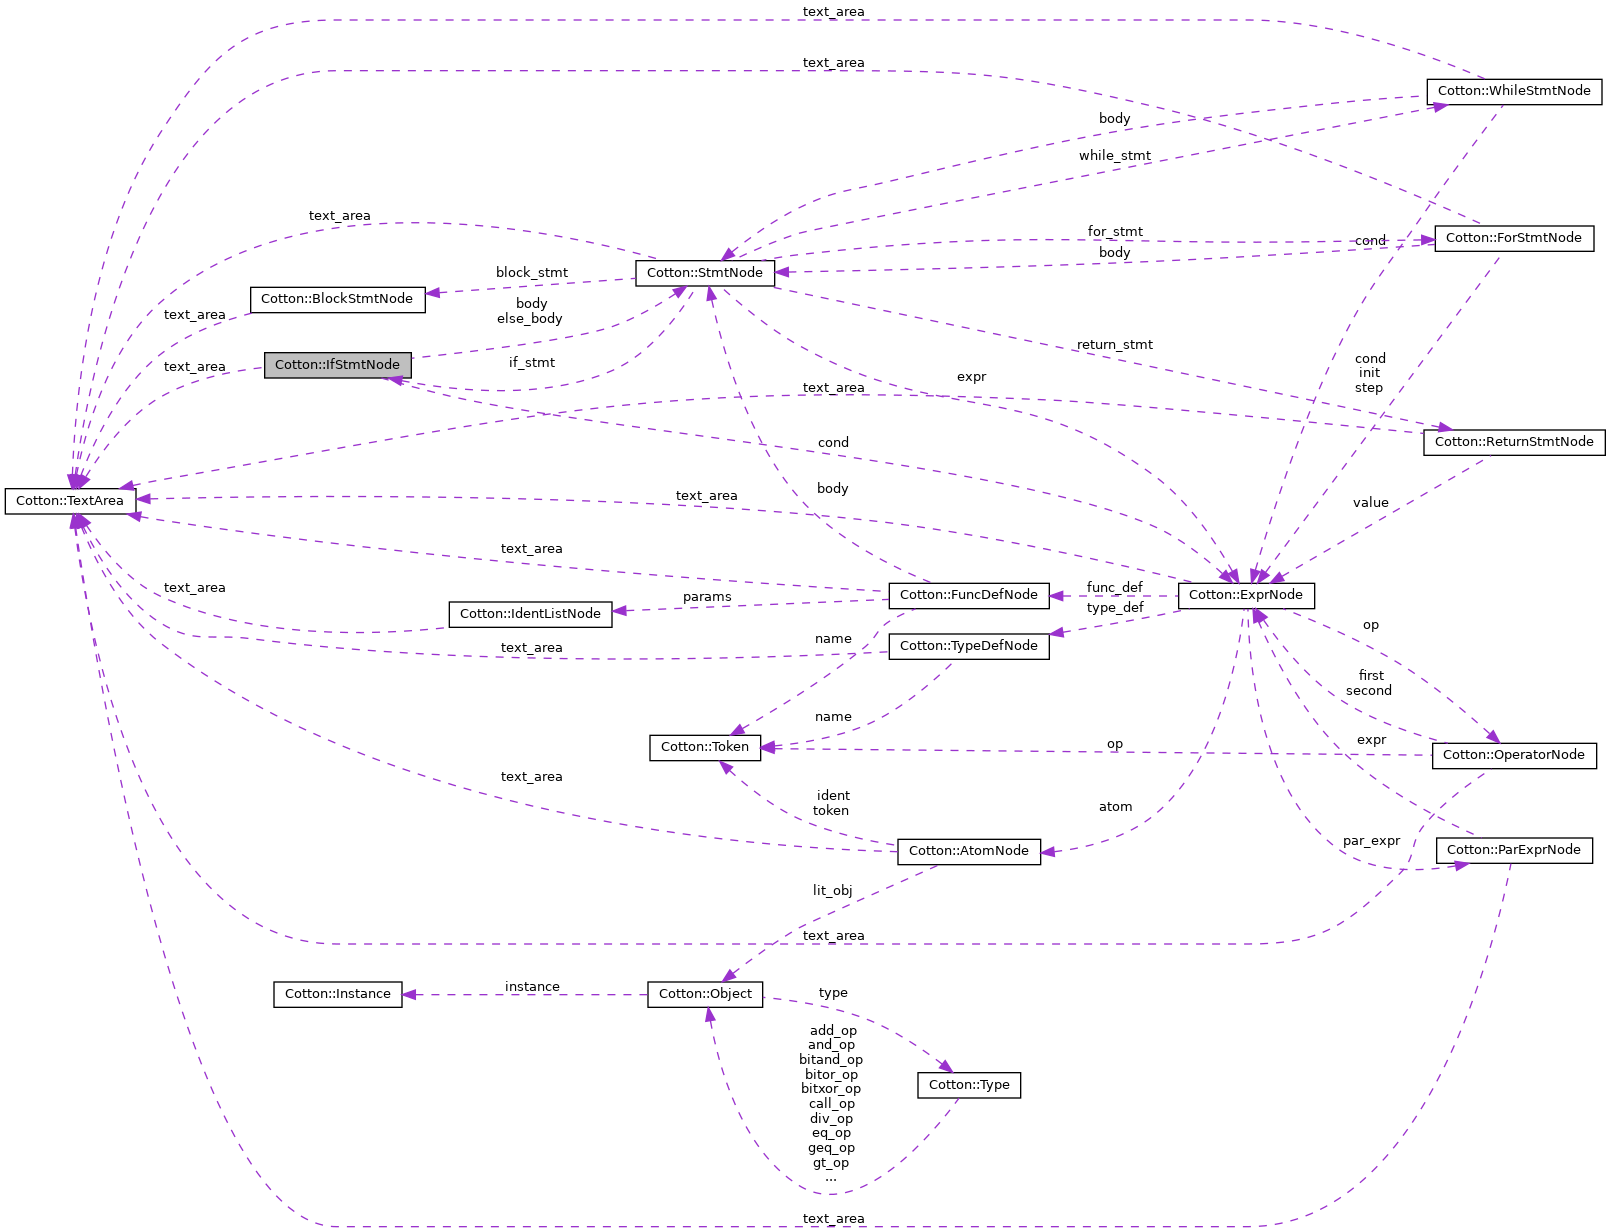 text_area
text_area
Cotton::WhileStmtNode
body
while_stmt
text_area
for_stmt
Cotton::ForStmtNode
cond
body
block_stmt
Cotton::StmtNode
Cotton::BlockStmtNode
body
else_body
text_area
return_stmt
cond
init
step
if_stmt
Cotton::IfStmtNode
text_area
expr
text_area
cond
Cotton::ReturnStmtNode
body
text_area
Cotton::TextArea
value
text_area
text_area
func_def
Cotton::FuncDefNode
Cotton::ExprNode
params
type_def
Cotton::IdentListNode
name
op
text_area
Cotton::TypeDefNode
first
second
name
Cotton::Token
op
expr
Cotton::OperatorNode
text_area
ident
token
atom
par_expr
Cotton::AtomNode
Cotton::ParExprNode
lit_obj
text_area
instance
Cotton::Instance
Cotton::Object
type
add_op
and_op
bitand_op
bitor_op
bitxor_op
call_op
div_op
eq_op
geq_op
gt_op
...
Cotton::Type
text_area